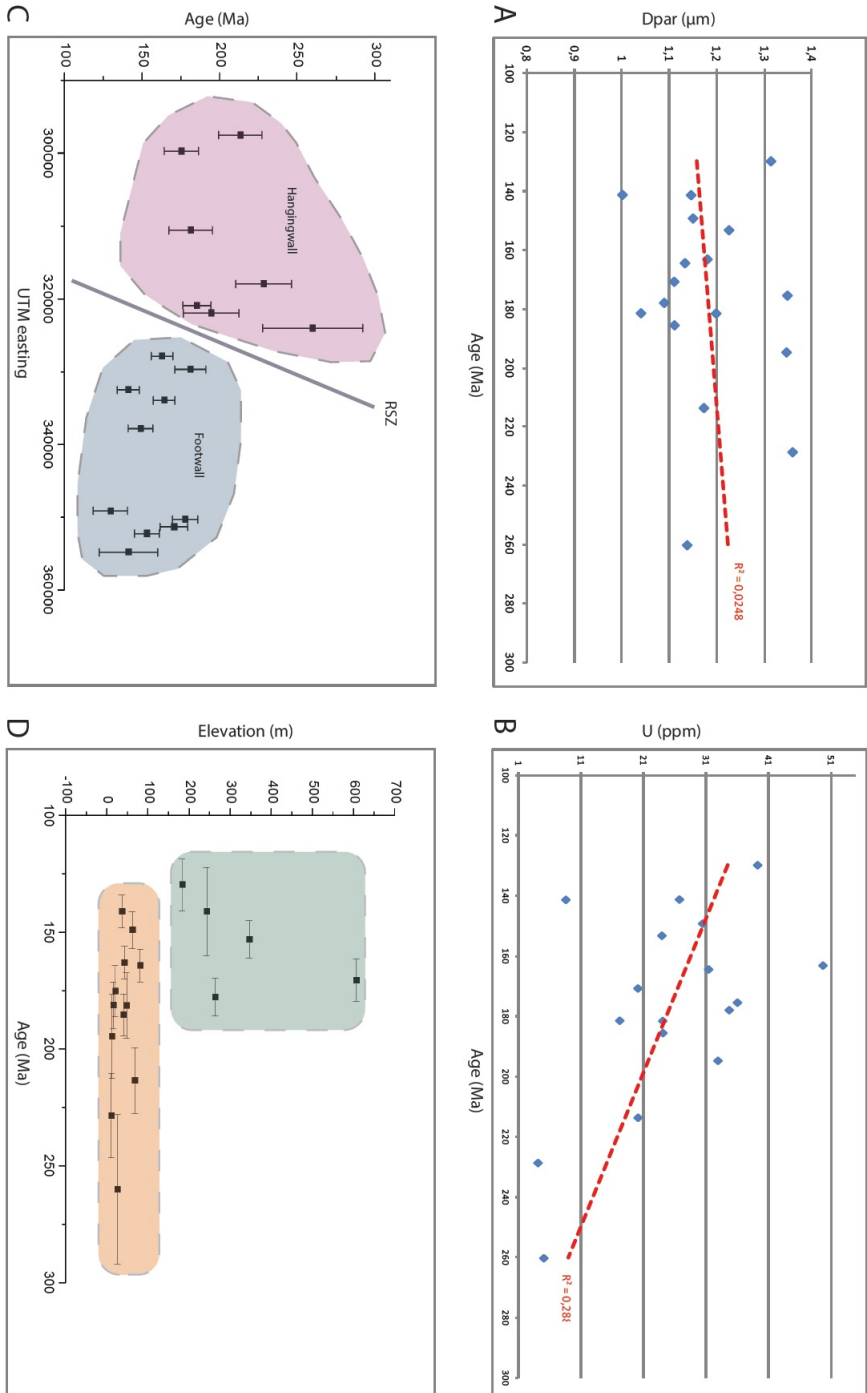 A
Dpar (μm)
1,4
1,3
1,2
1,1
1
0,9
0,8
100 120 140 160 180 200 220 240 260 280 300
Age (Ma)
R² = 0,0248
B
U (ppm)
51
41
31
21
11
1
100 120 140 160 180 200 220 240 260 280 300
Age (Ma)
R² = 0,28
C
Age (Ma)
300
250
200
150
100
300000 320000 340000 360000
UTM easting
Hangingwall
RSZ
Footwall
D
Elevation (m)
700
600
500
400
300
200
100
0
-100
100 150 200 250 300
Age (Ma)